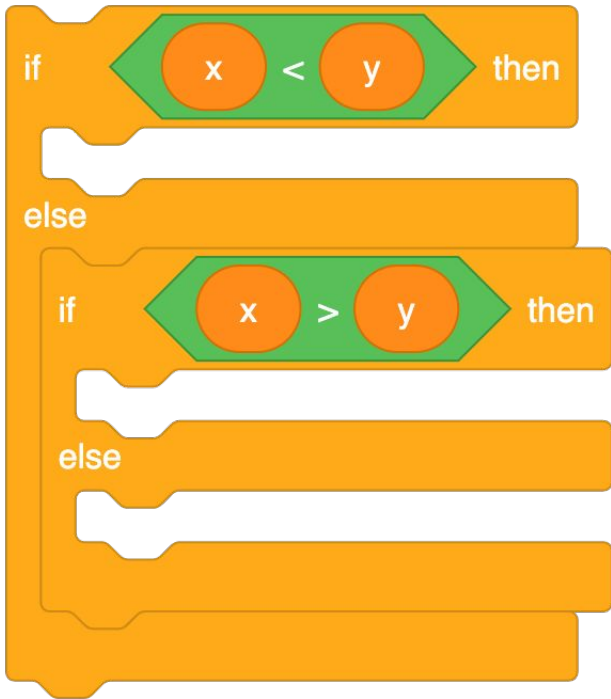 if x < y then
else
if x > y then
else